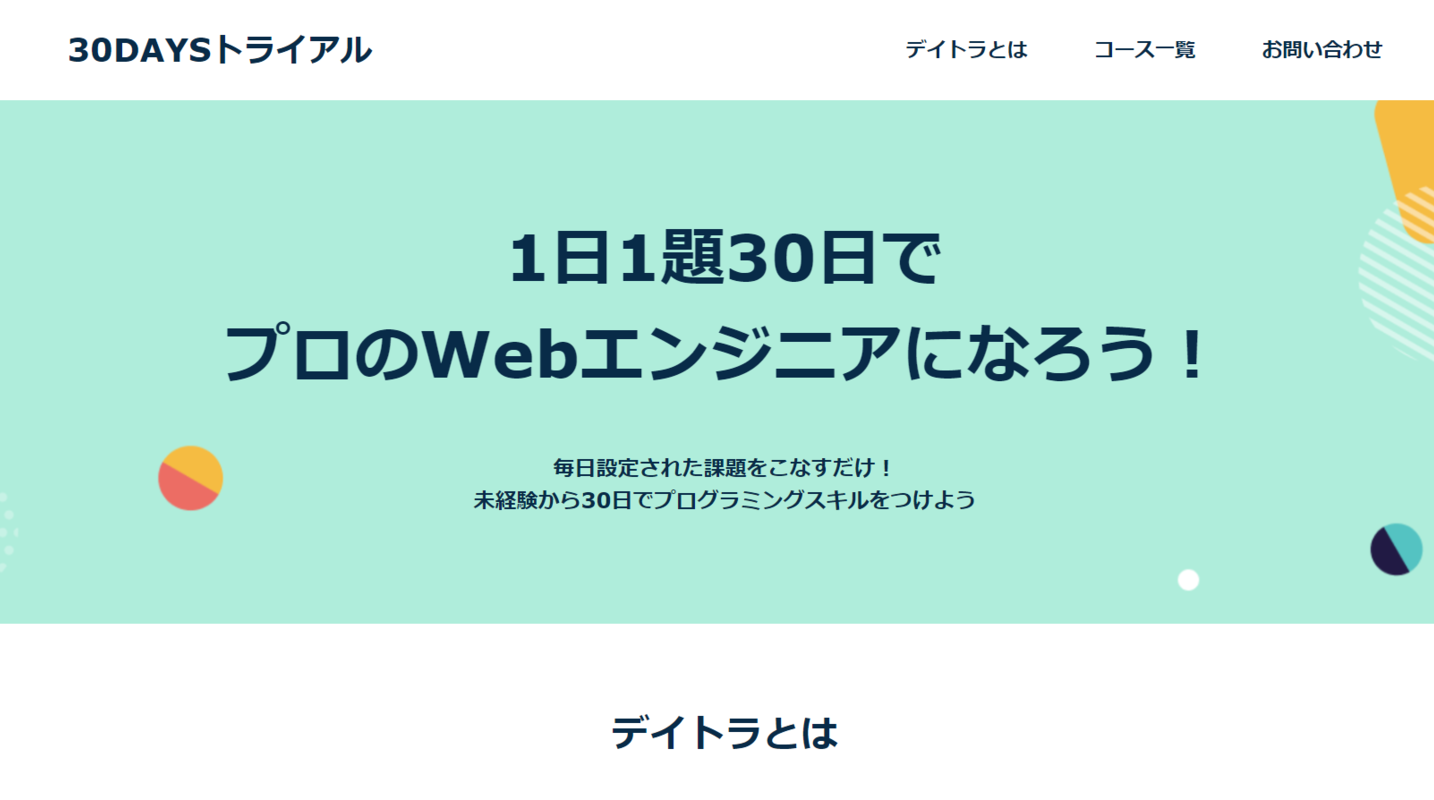 30DAYSトライアル
デイトラとは
コース一覧
お問い合わせ
1日1題30日で
プロのWebエンジニアになろう！
毎日設定された課題をこなすだけ！
未経験から30日でプログラミングスキルをつけよう
デイトラとは